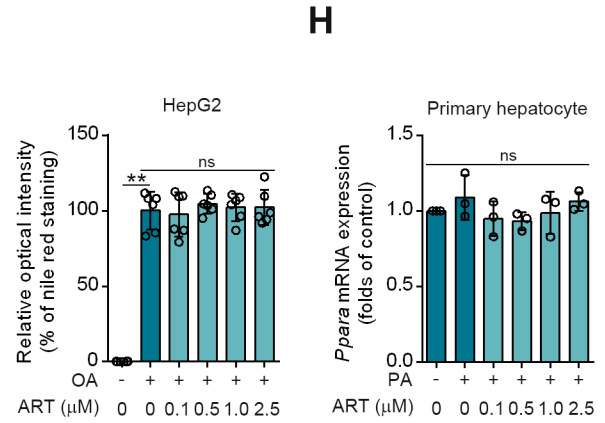 H
HepG2
Relative optical intensity
(% of nile red staining)
150
100
50
0
**
ns
OA - + + + + +
ART (μM) 0 0 0.1 0.5 1.0 2.5
Primary hepatocyte
Ppara mRNA expression
(folds of control)
1.5
1.0
0.5
0.0
ns
PA - + + + + +
ART (μM) 0 0 0.1 0.5 1.0 2.5